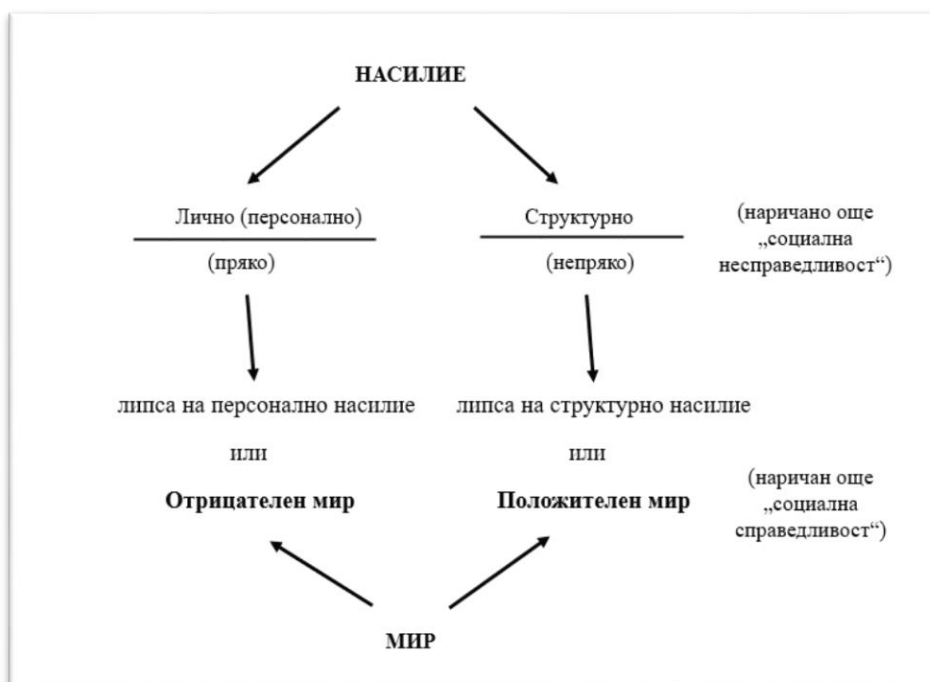 НАСИЛИЕ
Лично (персонално)
(пряко)
Структурно
(непряко)
(наричано още
„социална
несправедливост“)
липса на персонално насилие
или
Отрицателен мир
липса на структурно насилие
или
Положителен мир
(наричан още
„социална
справедливост“)
МИР